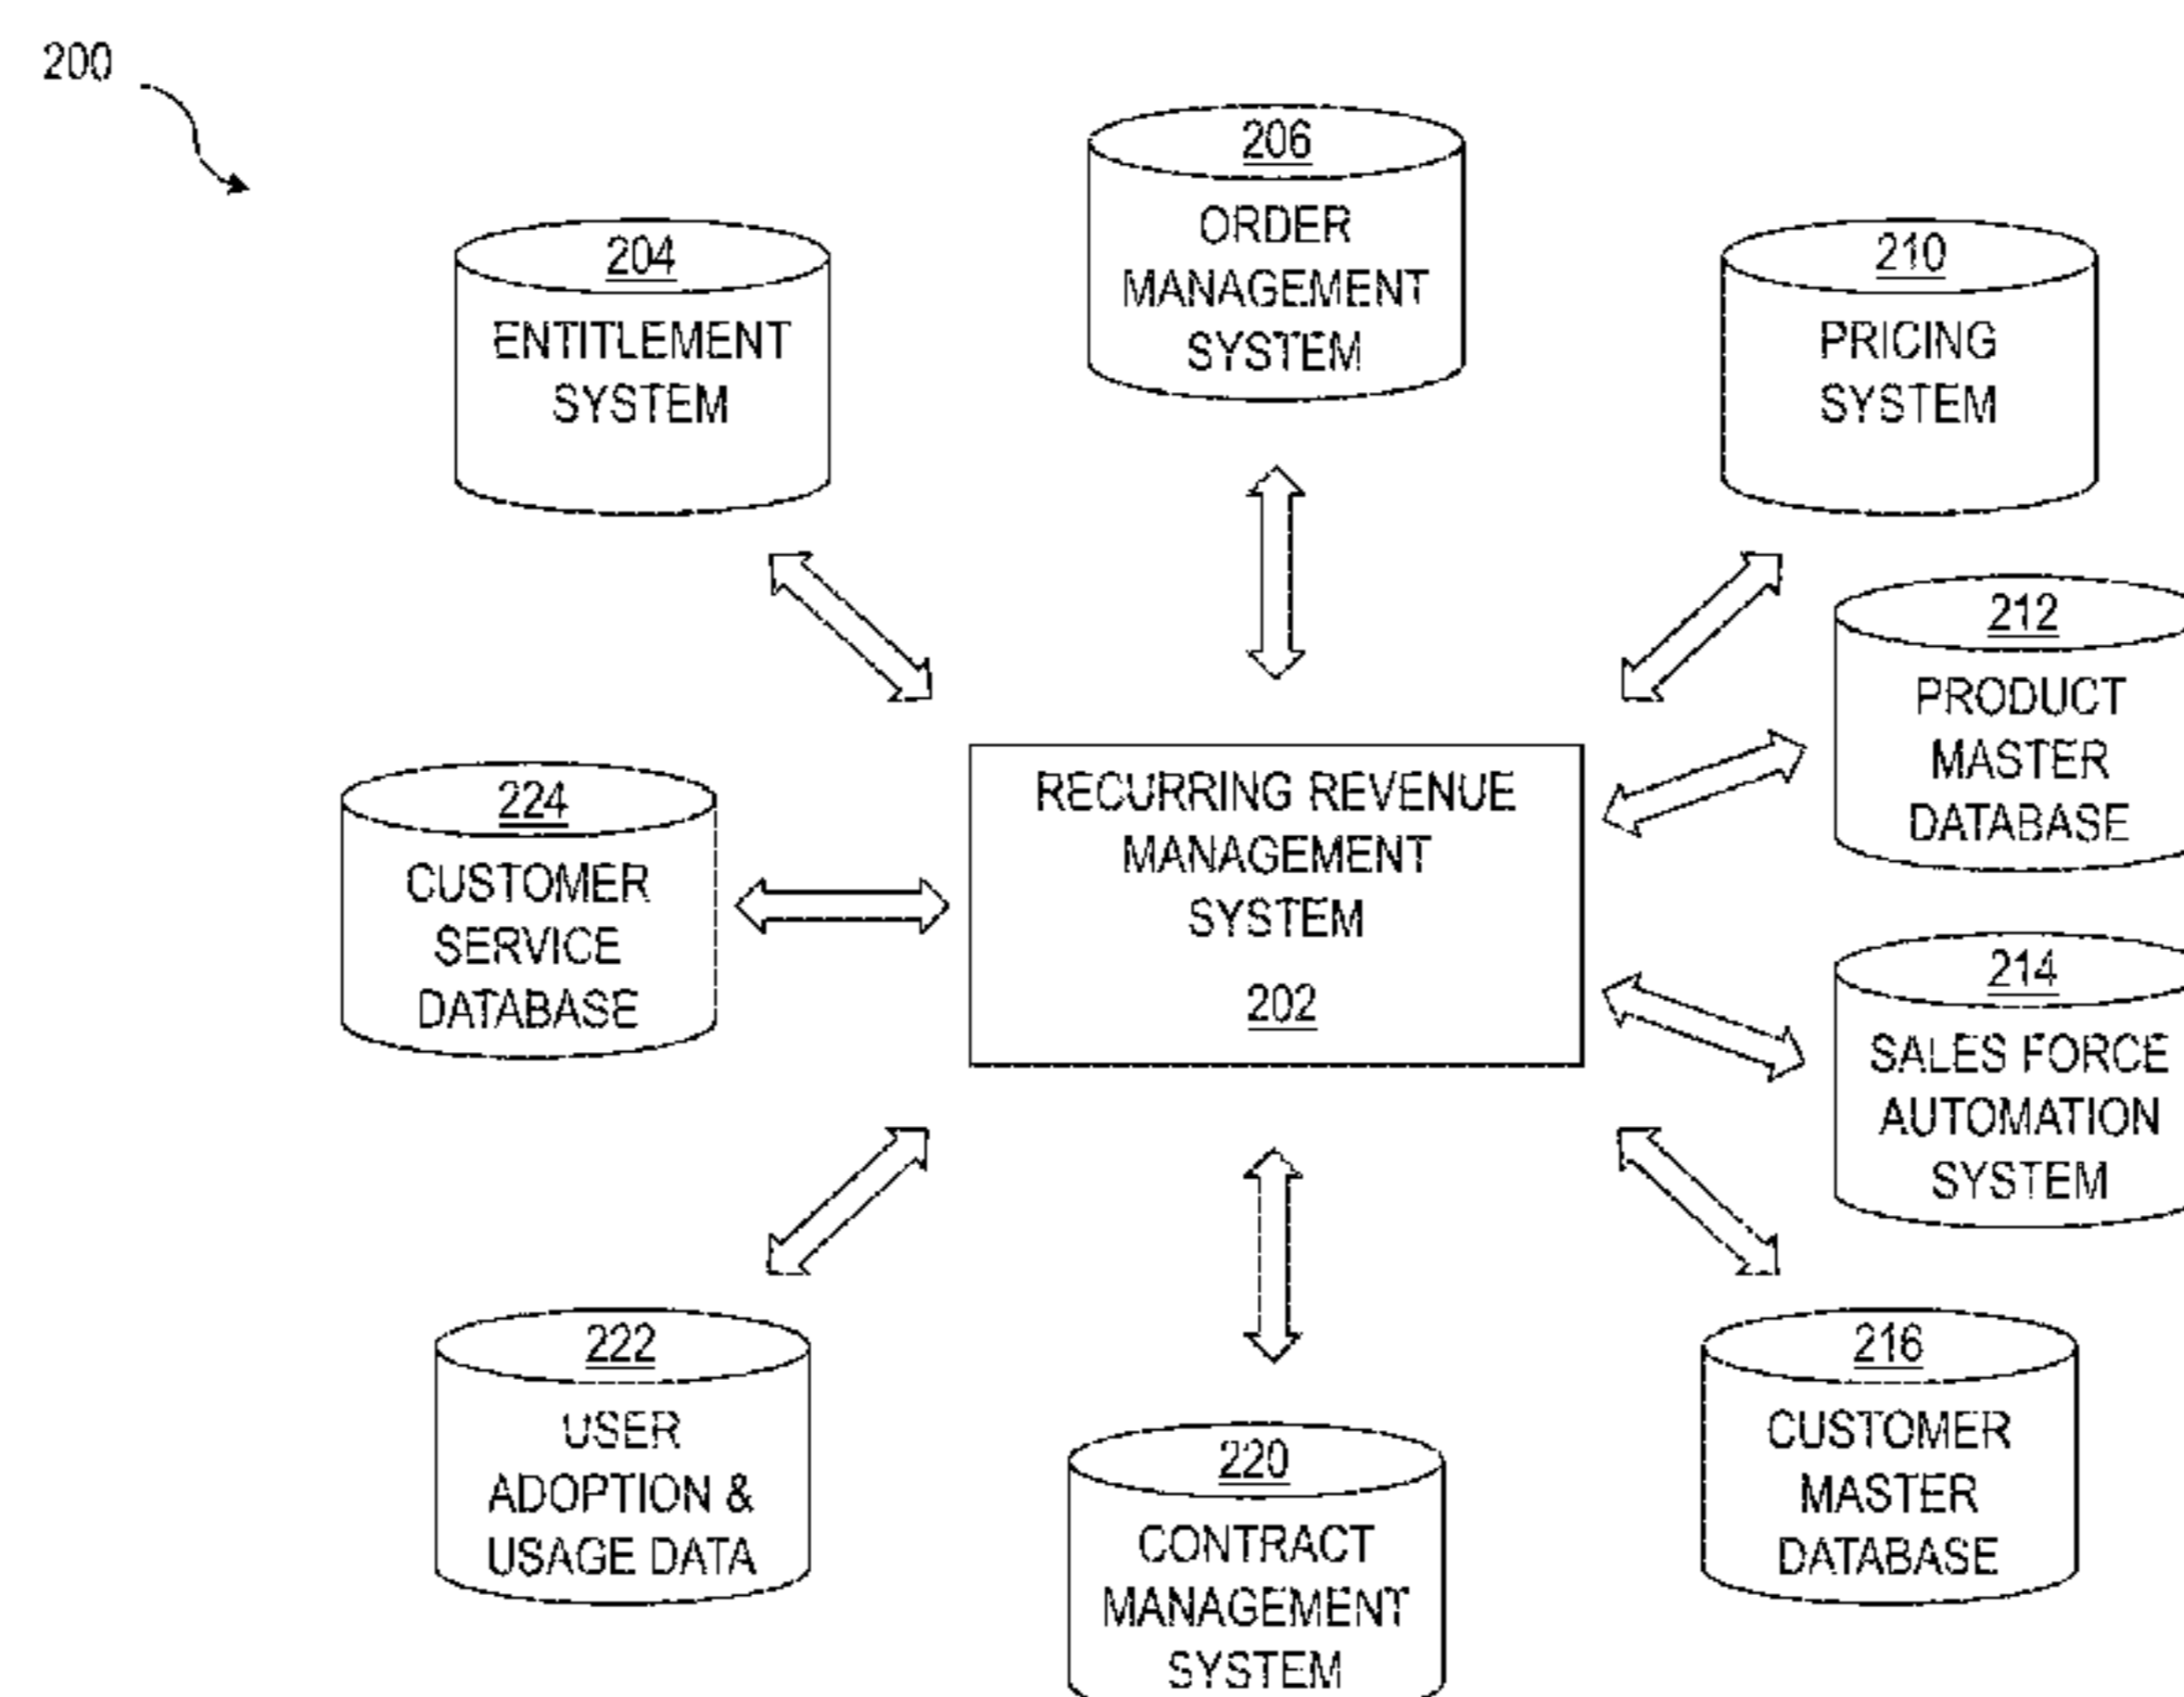 200
206
ORDER
MANAGEMENT
SYSTEM
204
ENTITLEMENT
SYSTEM
210
PRICING
SYSTEM
212
PRODUCT
MASTER
DATABASE
224
CUSTOMER
SERVICE
DATABASE
RECURRING REVENUE
MANAGEMENT
SYSTEM
202
214
SALES FORCE
AUTOMATION
SYSTEM
222
USER
ADOPTION &
USAGE DATA
220
CONTRACT
MANAGEMENT
SYSTEM
216
CUSTOMER
MASTER
DATABASE